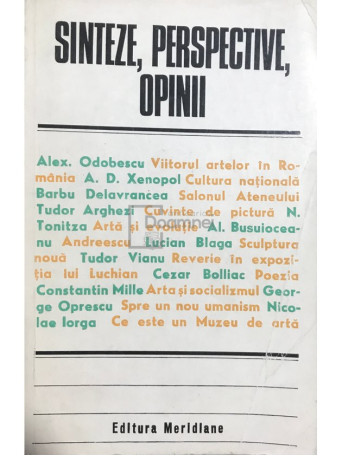 SINTEZE, PERSPECTIVE,
OPINII
Alex. Odobescu Viitorul artelor în Ro-
mânia A. D. Xenopol Cultura națională
Barbu Delavrancea Salonul Ateneului
Tudor Arghezi Cuvinte de pictură N.
Tonitza Artă și evoluție Al. Busuiocea-
nu Andreescu Lucian Blaga Sculptura
nouă Tudor Vianu Reverie în expozi-
ția lui Luchian Cezar Bolliac Poezia
Constantin Mille Arta și socialismul Geor-
ge Oprescu Spre un nou umanism Nico-
lae Iorga Ce este un Muzeu de artă
Editura Meridiane